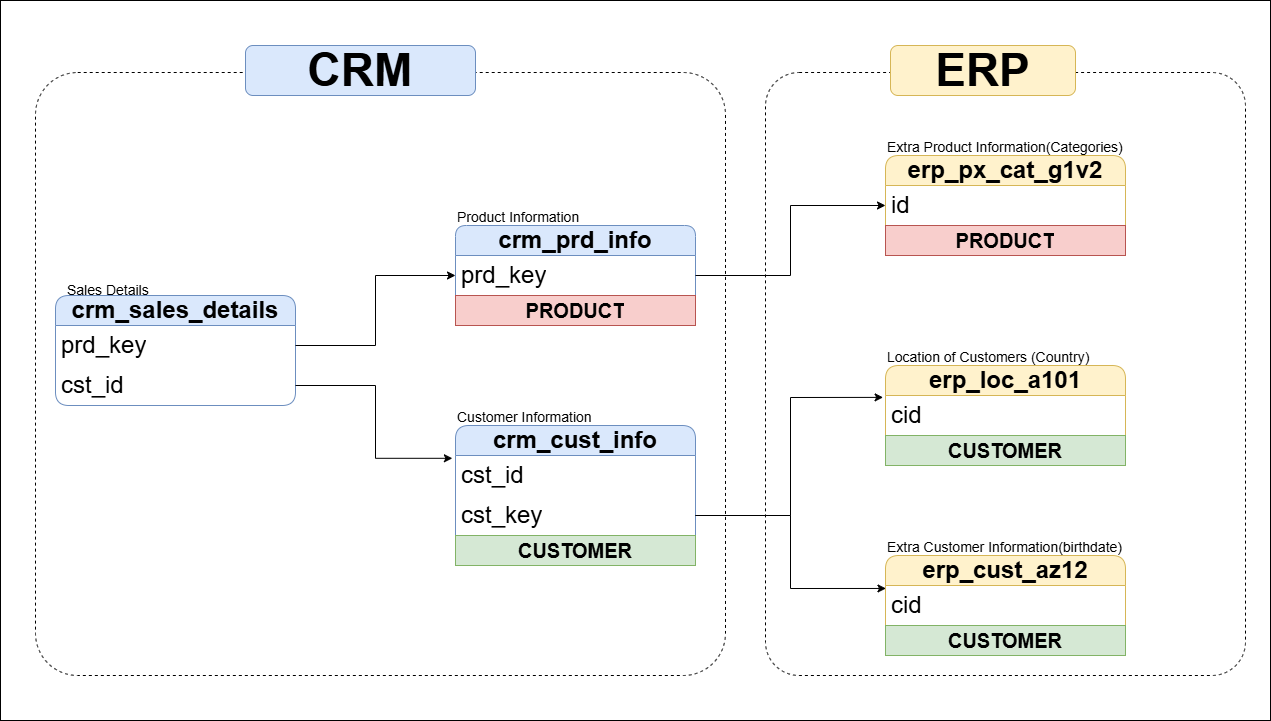 CRM
Sales Details
crm_sales_details
prd_key
cst_id
Product Information
crm_prd_info
prd_key
PRODUCT
Customer Information
crm_cust_info
cst_id
cst_key
CUSTOMER
ERP
Extra Product Information(Categories)
erp_px_cat_g1v2
id
PRODUCT
Location of Customers (Country)
erp_loc_a101
cid
CUSTOMER
Extra Customer Information(birthdate)
erp_cust_az12
cid
CUSTOMER